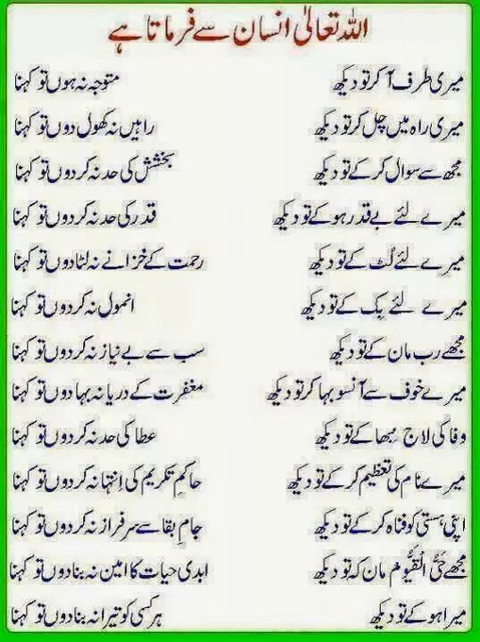 اللہ تعالیٰ انسان سے فرماتا ہے
میری طرف آ کر تو دیکھ متوجہ نہ ہوں تو کہنا
میری راہ میں چل کر تو دیکھ راہیں نہ کھول دوں تو کہنا
مجھ سے سوال کر کے تو دیکھ بخشش کی حد نہ کر دوں تو کہنا
میرے لئے بے قدر ہو کے تو دیکھ قدر کی حد نہ کر دوں تو کہنا
میرے لئے لُٹ کے تو دیکھ رحمت کے خزانے نہ لٹا دوں تو کہنا
میرے لئے بِک کے تو دیکھ انمول نہ کر دوں تو کہنا
مجھے رب مان کے تو دیکھ سب سے بے نیاز نہ کر دوں تو کہنا
میرے خوف سے آنسو بہا کر تو دیکھ مغفرت کے دریا نہ بہا دوں تو کہنا
وفا کی لاج نبھا کے تو دیکھ عطا کی حد نہ کر دوں تو کہنا
میرے نام کی تعظیم کر کے تو دیکھ تکریم کی انتہا نہ کر دوں تو کہنا
اپنی ہستی کو فنا کر کے تو دیکھ جامِ بقا سے سرفراز نہ کر دوں تو کہنا
مجھے حَیُّ الْقَیُّوم مان کہ تو دیکھ ابدی حیات کا امین نہ بنا دوں تو کہنا
میرا ہو کے تو دیکھ ہر کسی کو تیرا نہ بنا دوں تو کہنا